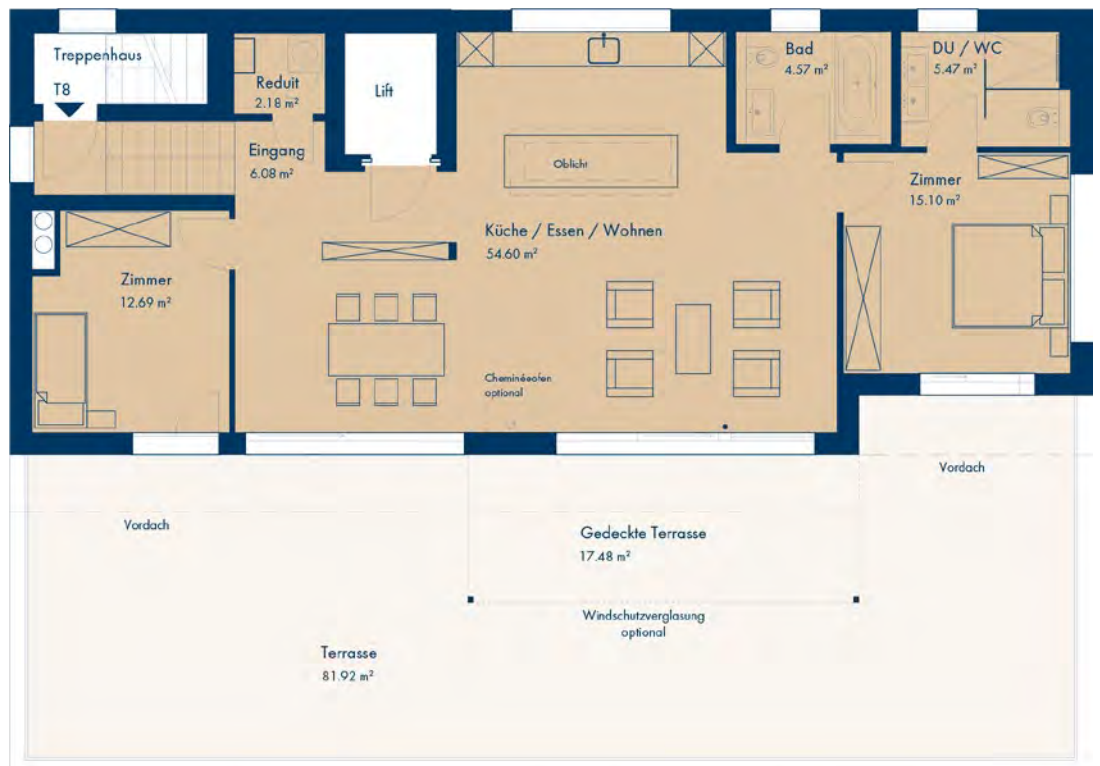 Treppenhaus
T8
Reduit
2.18 m²
Lift
Bad
4.57 m²
DU / WC
5.47 m²
Eingang
6.08 m²
Oblicht
Zimmer
15.10 m²
Küche / Essen / Wohnen
54.60 m²
Zimmer
12.69 m²
Cheminéeofen
optional
Vordach
Vordach
Gedeckte Terrasse
17.48 m²
Windschutzverglasung
optional
Terrasse
81.92 m²